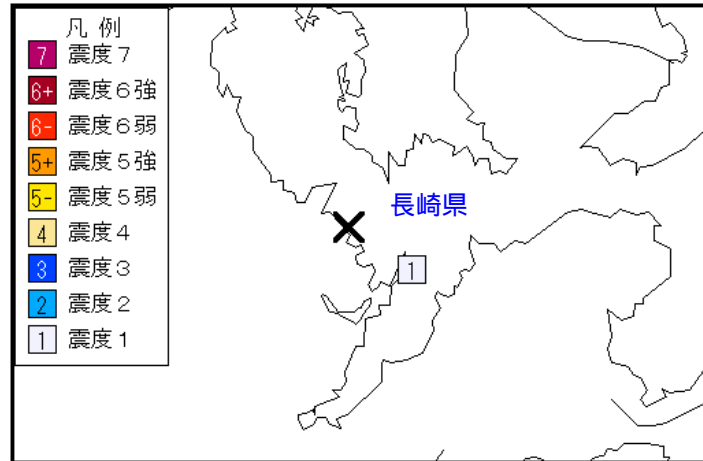 凡 例
7 震度７
6+ 震度６強
6- 震度６弱
5+ 震度５強
5- 震度５弱
4 震度４
3 震度３
2 震度２
1 震度１
長崎県
1